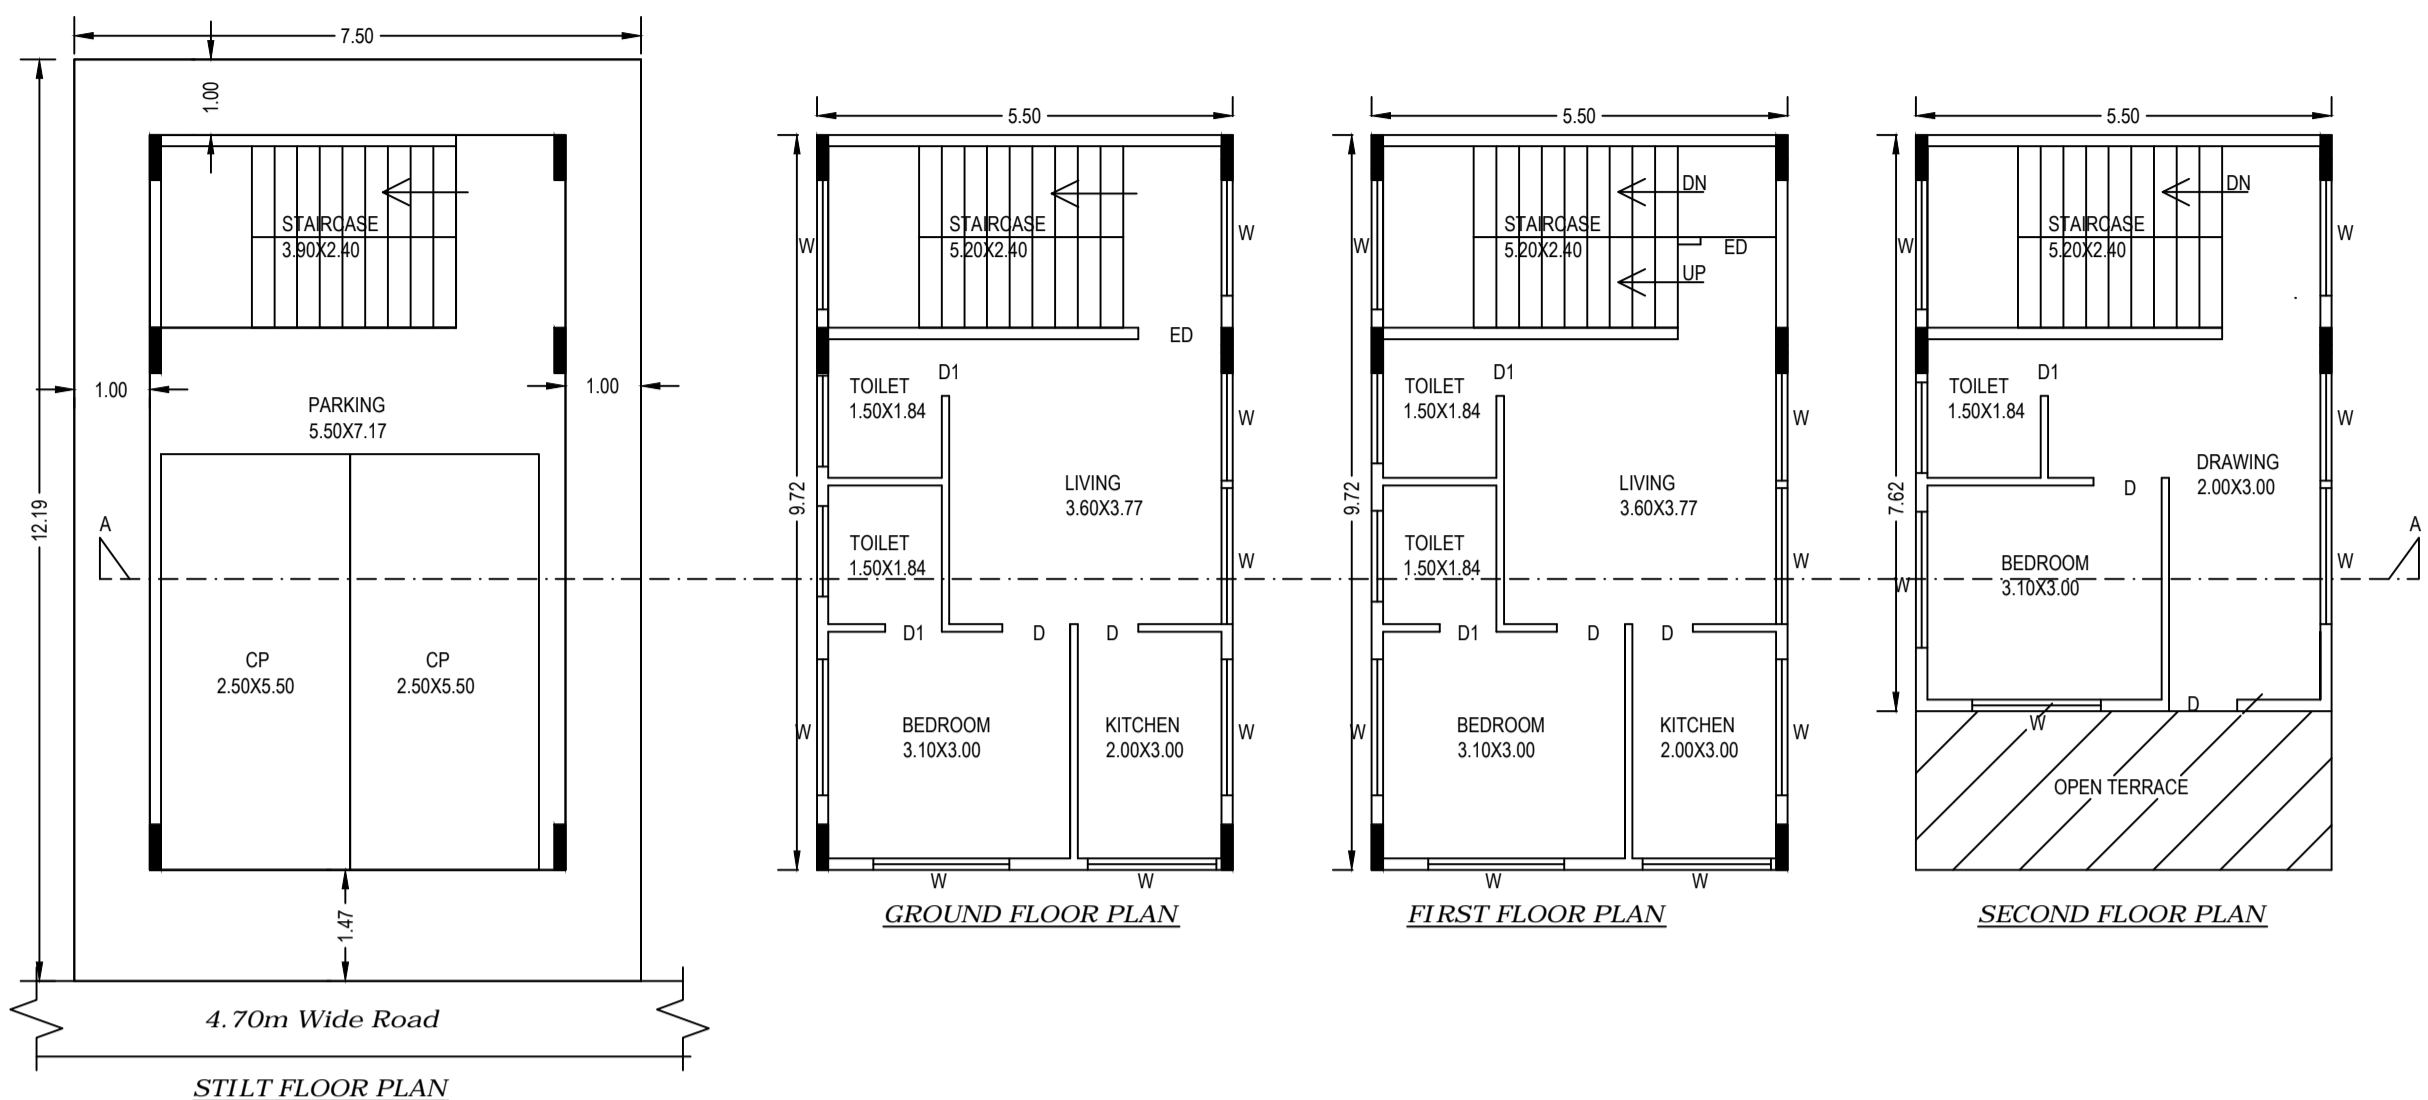 7.50
1.00
STAIRCASE
3.90X2.40
1.00
1.00
PARKING
5.50X7.17
12.19
A
CP
2.50X5.50
CP
2.50X5.50
1.47
4.70m Wide Road
STILT FLOOR PLAN
5.50
STAIRCASE
5.20X2.40
W
W
ED
D1
TOILET
1.50X1.84
W
LIVING
3.60X3.77
9.72
TOILET
1.50X1.84
W
D1
D
D
BEDROOM
3.10X3.00
KITCHEN
2.00X3.00
W
W
W
W
GROUND FLOOR PLAN
5.50
DN
STAIRCASE
5.20X2.40
W
ED
UP
D1
TOILET
1.50X1.84
W
LIVING
3.60X3.77
9.72
TOILET
1.50X1.84
W
D1
D
D
BEDROOM
3.10X3.00
KITCHEN
2.00X3.00
W
W
W
W
FIRST FLOOR PLAN
5.50
DN
STAIRCASE
5.20X2.40
W
W
D1
TOILET
1.50X1.84
W
DRAWING
2.00X3.00
D
7.62
BEDROOM
3.10X3.00
W
W
A
D
W
OPEN TERRACE
SECOND FLOOR PLAN